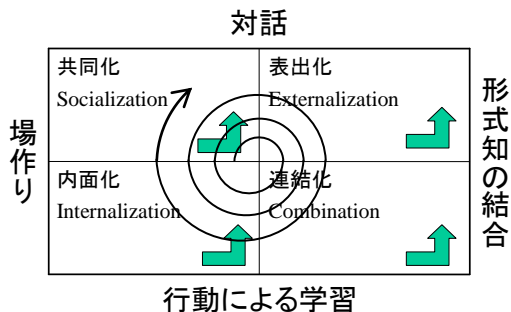 対話
共同化
Socialization
表出化
Externalization
場作り
形式知の結合
内面化
Internalization
連結化
Combination
行動による学習